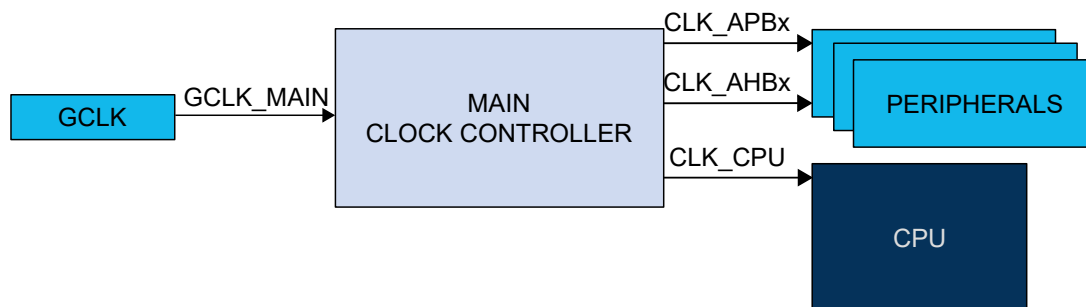 GCLK
GCLK_MAIN
MAIN
CLOCK CONTROLLER
CLK_APBx
CLK_AHBx
CLK_CPU
PERIPHERALS
CPU